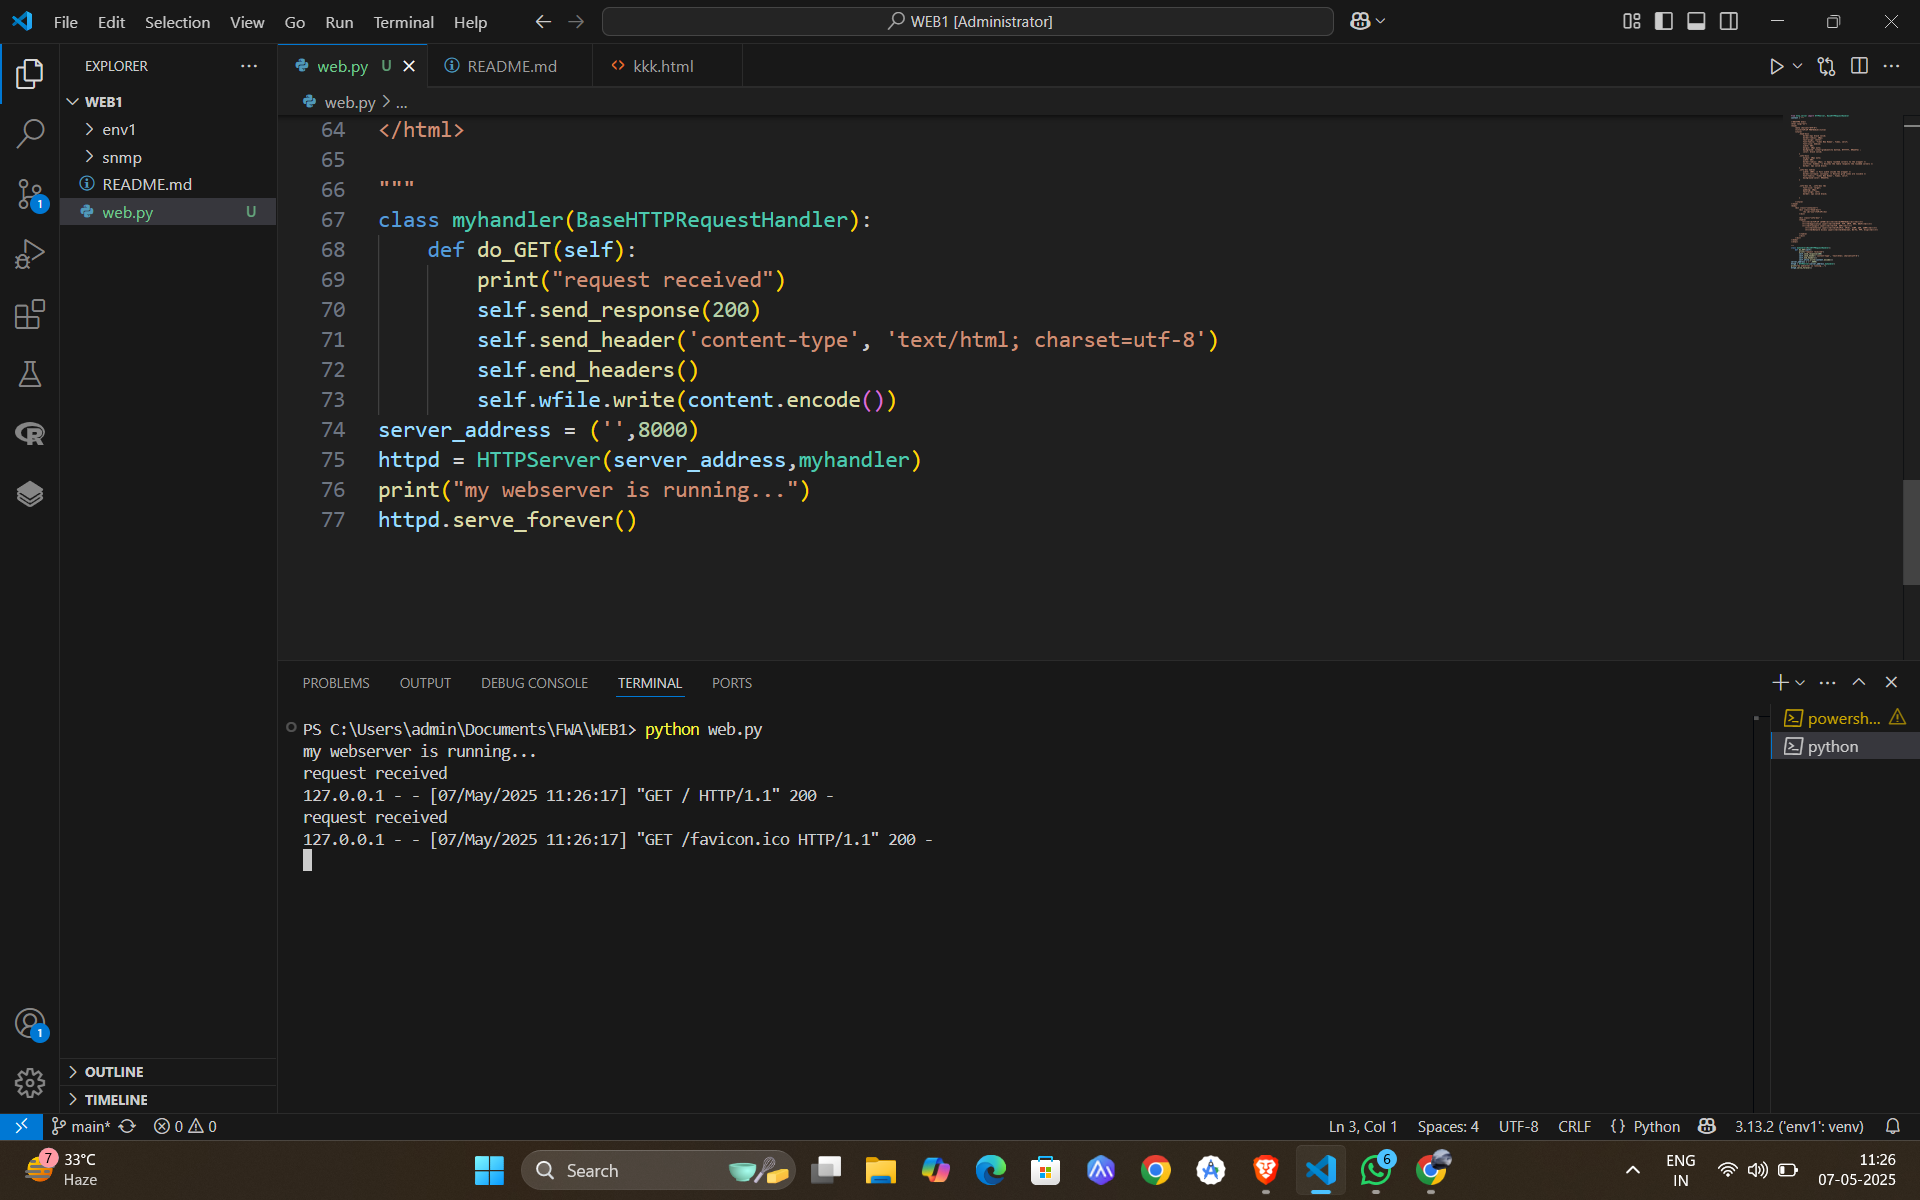 File Edit Selection View Go Run Terminal Help
WEB1 [Administrator]
EXPLORER
web.py U
README.md
kkk.html
WEB1
env1
snmp
README.md
web.py U
web.py > ...
64 </html>
65
66 """
67 class myhandler(BaseHTTPRequestHandler):
68 def do_GET(self):
69 print("request received")
70 self.send_response(200)
71 self.send_header('content-type', 'text/html; charset=utf-8')
72 self.end_headers()
73 self.wfile.write(content.encode())
74 server_address = ('',8000)
75 httpd = HTTPServer(server_address,myhandler)
76 print("my webserver is running...")
77 httpd.serve_forever()
PROBLEMS OUTPUT DEBUG CONSOLE TERMINAL PORTS
PS C:\Users\admin\Documents\FWA\WEB1> python web.py
my webserver is running...
request received
127.0.0.1 - - [07/May/2025 11:26:17] "GET / HTTP/1.1" 200 -
request received
127.0.0.1 - - [07/May/2025 11:26:17] "GET /favicon.ico HTTP/1.1" 200 -
powersh...
python
1
1
OUTLINE
TIMELINE
main* 0 0
Ln 3, Col 1 Spaces: 4 UTF-8 CRLF {} Python 3.13.2 ('env1': venv)
7
33°C
Haze
Search
6
ENG
IN
11:26
07-05-2025